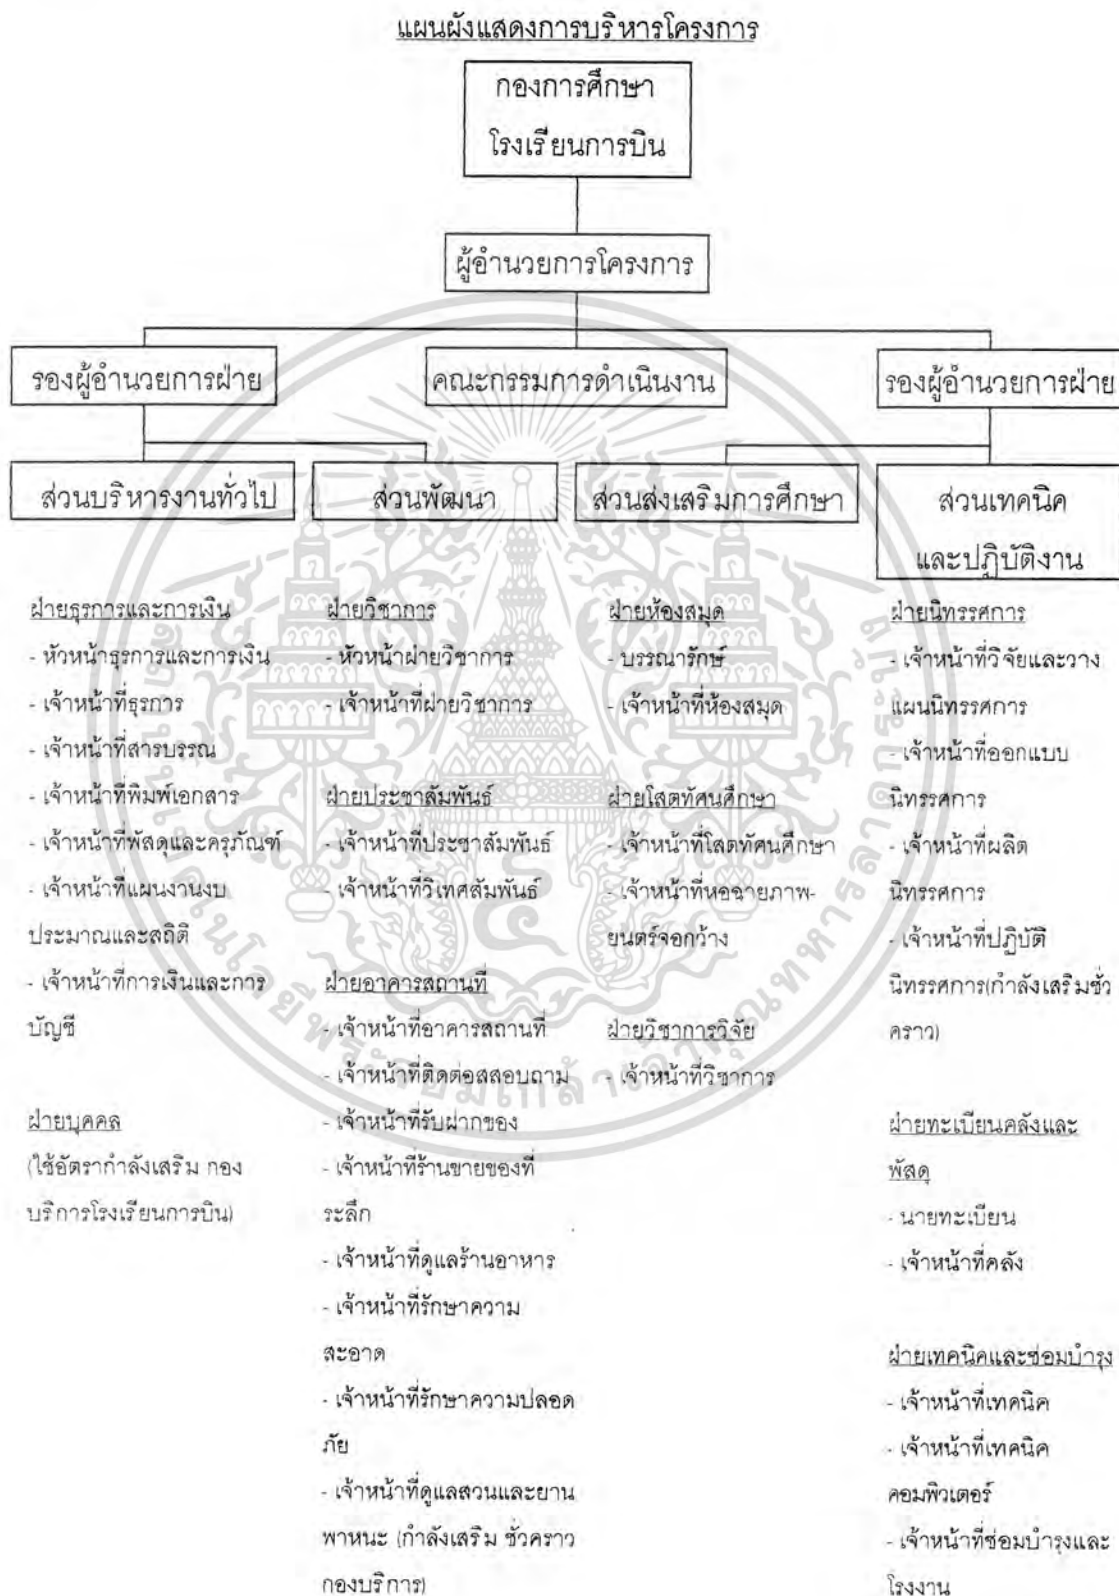 แผนผังแสดงการบริหารโครงการ
กองการศึกษา
โรงเรียนการบิน
ผู้อำนวยการโครงการ
รองผู้อำนวยการฝ่าย
คณะกรรมการดำเนินงาน
รองผู้อำนวยการฝ่าย
ส่วนบริหารงานทั่วไป
ส่วนพัฒนา
ส่วนส่งเสริมการศึกษา
ส่วนเทคนิค
และปฏิบัติงาน
ฝ่ายธุรการและการเงิน
- หัวหน้าธุรการและการเงิน
- เจ้าหน้าที่ธุรการ
- เจ้าหน้าที่สารบรรณ
- เจ้าหน้าที่พิมพ์เอกสาร
- เจ้าหน้าที่พัสดุและครุภัณฑ์
- เจ้าหน้าที่แผนงานงบ
ประมาณและสถิติ
- เจ้าหน้าที่การเงินและการ
บัญชี
ฝ่ายบุคคล
(ใช้อัตรากำลังเสริม กอง
บริการโรงเรียนการบิน)
ฝ่ายวิชาการ
- หัวหน้าฝ่ายวิชาการ
- เจ้าหน้าที่ฝ่ายวิชาการ
ฝ่ายประชาสัมพันธ์
- เจ้าหน้าที่ประชาสัมพันธ์
- เจ้าหน้าที่วิเทศสัมพันธ์
ฝ่ายอาคารสถานที่
- เจ้าหน้าที่อาคารสถานที่
- เจ้าหน้าที่ติดต่อสสอบถาม
- เจ้าหน้าที่รับฝากของ
- เจ้าหน้าที่ร้านขายของที่
ระลึก
- เจ้าหน้าที่ดูแลร้านอาหาร
- เจ้าหน้าที่รักษาความ
สะอาด
- เจ้าหน้าที่รักษาความปลอด
ภัย
- เจ้าหน้าที่ดูแลสวนและยาน
พาหนะ (กำลังเสริม ชั่วคราว
กองบริการ)
ฝ่ายห้องสมุด
- บรรณารักษ์
- เจ้าหน้าที่ห้องสมุด
ฝ่ายโสตทัศนศึกษา
- เจ้าหน้าที่โสตทัศนศึกษา
- เจ้าหน้าที่หอฉายภาพ-
ยนตร์จอกว้าง
ฝ่ายวิชาการวิจัย
- เจ้าหน้าที่วิชาการ
ฝ่ายนิทรรศการ
- เจ้าหน้าที่วิจัยและวาง
แผนนิทรรศการ
- เจ้าหน้าที่ออกแบบ
นิทรรศการ
- เจ้าหน้าที่ผลิต
นิทรรศการ
- เจ้าหน้าที่ปฏิบัติ
นิทรรศการ(กำลังเสริมชั่ว
คราว)
ฝ่ายทะเบียนคลังและ
พัสดุ
- นายทะเบียน
- เจ้าหน้าที่คลัง
ฝ่ายเทคนิคและซ่อมบำรุง
- เจ้าหน้าที่เทคนิค
- เจ้าหน้าที่เทคนิค
คอมพิวเตอร์
- เจ้าหน้าที่ซ่อมบำรุงและ
โรงงาน